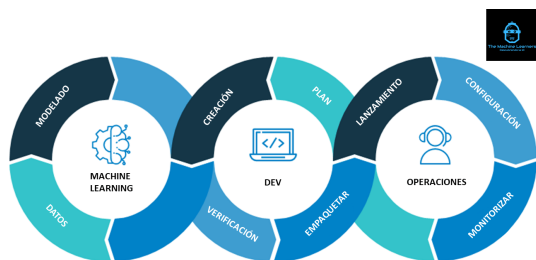 The Machine Learners
MODELADO
DATOS
MACHINE
LEARNING
CREACIÓN
PLAN
VERIFICACIÓN
EMPAQUETAR
</>
DEV
LANZAMIENTO
CONFIGURACIÓN
MONITORIZAR
OPERACIONES